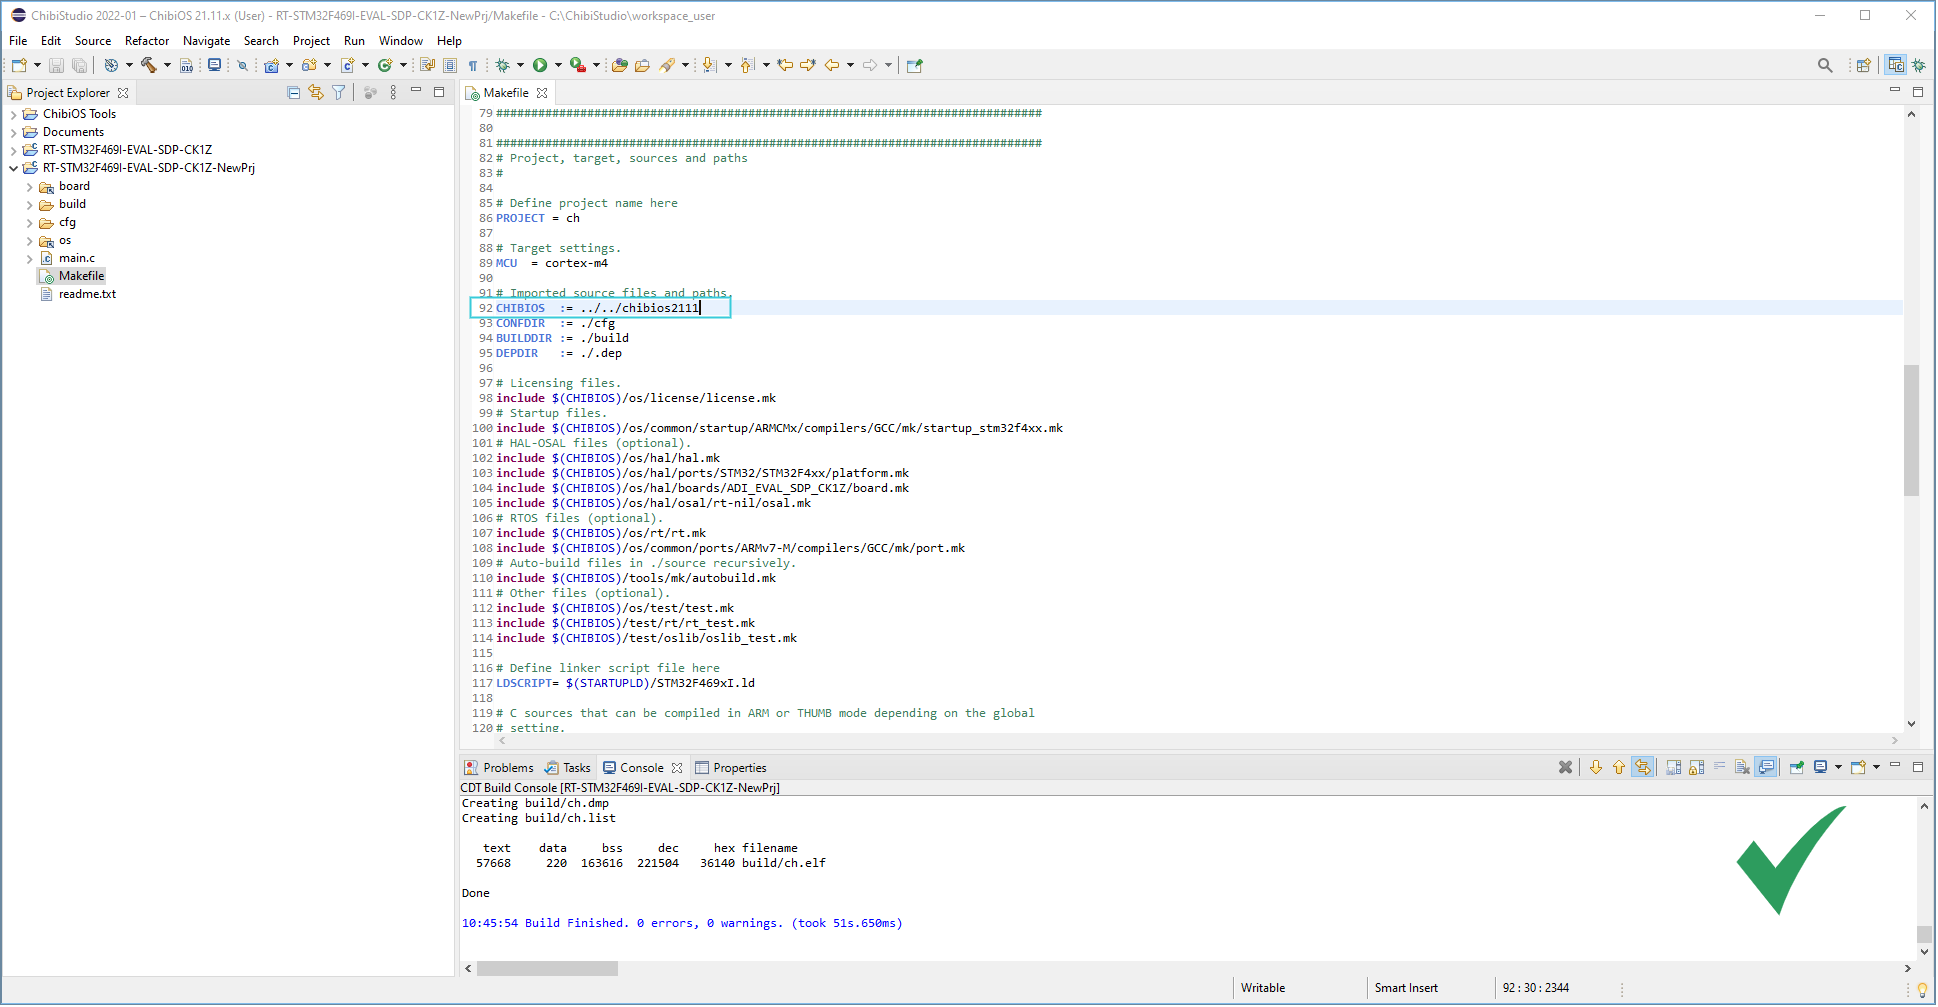 ChibiStudio 2022-01 – ChibiOS 21.11.x (User) - RT-STM32F469I-EVAL-SDP-CK1Z-NewPrj/Makefile - C:\ChibiStudio\workspace_user
File Edit Source Refactor Navigate Search Project Run Window Help
Project Explorer
ChibiOS Tools
Documents
RT-STM32F469I-EVAL-SDP-CK1Z
RT-STM32F469I-EVAL-SDP-CK1Z-NewPrj
board
build
cfg
os
main.c
Makefile
readme.txt
Makefile
79 ##############################################################################
80
81 ##############################################################################
82 # Project, target, sources and paths
83 #
84
85 # Define project name here
86 PROJECT = ch
87
88 # Target settings.
89 MCU  = cortex-m4
90
91 # Imported source files and paths.
92 CHIBIOS  := ../../chibios2111
93 CONFDIR  := ./cfg
94 BUILDDIR := ./build
95 DEPDIR   := ./.dep
96
97 # Licensing files.
98 include $(CHIBIOS)/os/license/license.mk
99 # Startup files.
100 include $(CHIBIOS)/os/common/startup/ARMCMx/compilers/GCC/mk/startup_stm32f4xx.mk
101 # HAL-OSAL files (optional).
102 include $(CHIBIOS)/os/hal/hal.mk
103 include $(CHIBIOS)/os/hal/ports/STM32/STM32F4xx/platform.mk
104 include $(CHIBIOS)/os/hal/boards/ADI_EVAL_SDP_CK1Z/board.mk
105 include $(CHIBIOS)/os/hal/osal/rt-nil/osal.mk
106 # RTOS files (optional).
107 include $(CHIBIOS)/os/rt/rt.mk
108 include $(CHIBIOS)/os/common/ports/ARMv7-M/compilers/GCC/mk/port.mk
109 # Auto-build files in ./source recursively.
110 include $(CHIBIOS)/tools/mk/autobuild.mk
111 # Other files (optional).
112 include $(CHIBIOS)/os/test/test.mk
113 include $(CHIBIOS)/test/rt/rt_test.mk
114 include $(CHIBIOS)/test/oslib/oslib_test.mk
115
116 # Define linker script file here
117 LDSCRIPT= $(STARTUPLD)/STM32F469xI.ld
118
119 # C sources that can be compiled in ARM or THUMB mode depending on the global
120 # setting.
Problems Tasks Console Properties
CDT Build Console [RT-STM32F469I-EVAL-SDP-CK1Z-NewPrj]
Creating build/ch.dmp
Creating build/ch.list
text data bss dec hex filename
57668 220 163616 221504 36140 build/ch.elf
Done
10:45:54 Build Finished. 0 errors, 0 warnings. (took 51s.650ms)
Writable Smart Insert 92 : 30 : 2344